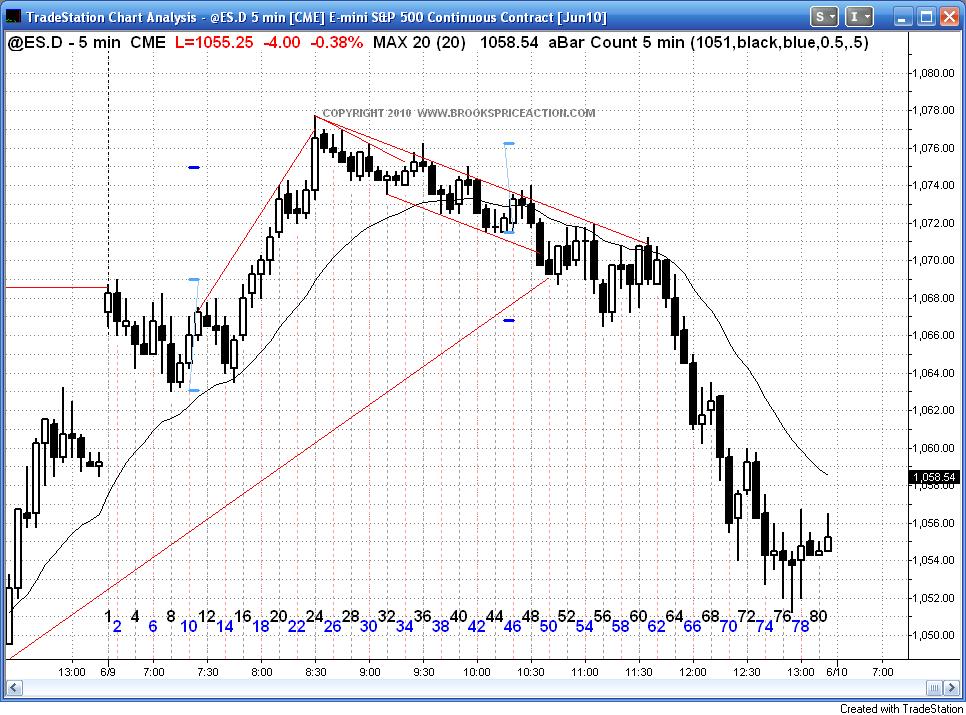 TradeStation Chart Analysis - @ES.D 5 min [CME] E-mini S&P 500 Continuous Contract [Jun10]
S I
@ES.D - 5 min CME L=1055.25 -4.00 -0.38% MAX 20 (20) 1058.54 aBar Count 5 min (1051,black,blue,0.5,.5)
COPYRIGHT 2010 WWW.BROOKSPRICEACTION.COM
1,080.00
1,078.00
1,076.00
1,074.00
1,072.00
1,070.00
1,068.00
1,066.00
1,064.00
1,062.00
1,060.00
1,058.54
1,058.00
1,056.00
1,054.00
1,052.00
1,050.00
1 4 8 12 16 20 24 28 32 36 40 44 48 52 56 60 64 68 72 76 80
2 6 10 14 18 22 26 30 34 38 42 46 50 54 58 62 66 70 74 78
13:00 6/9 7:00 7:30 8:00 8:30 9:00 9:30 10:00 10:30 11:00 11:30 12:00 12:30 13:00 6/10 7:00
Created with TradeStation